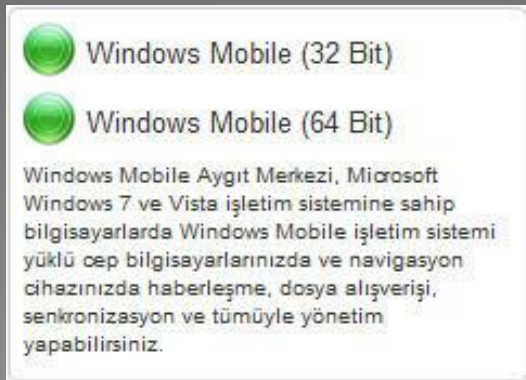 Windows Mobile (32 Bit)
Windows Mobile (64 Bit)
Windows Mobile Aygıt Merkezi, Microsoft
Windows 7 ve Vista işletim sistemine sahip
bilgisayarlarda Windows Mobile işletim sistemi
yüklü cep bilgisayarlarınızda ve navigasyon
cihazınızda haberleşme, dosya alışverişi,
senkronizasyon ve tümüyle yönetim
yapabilirsiniz.